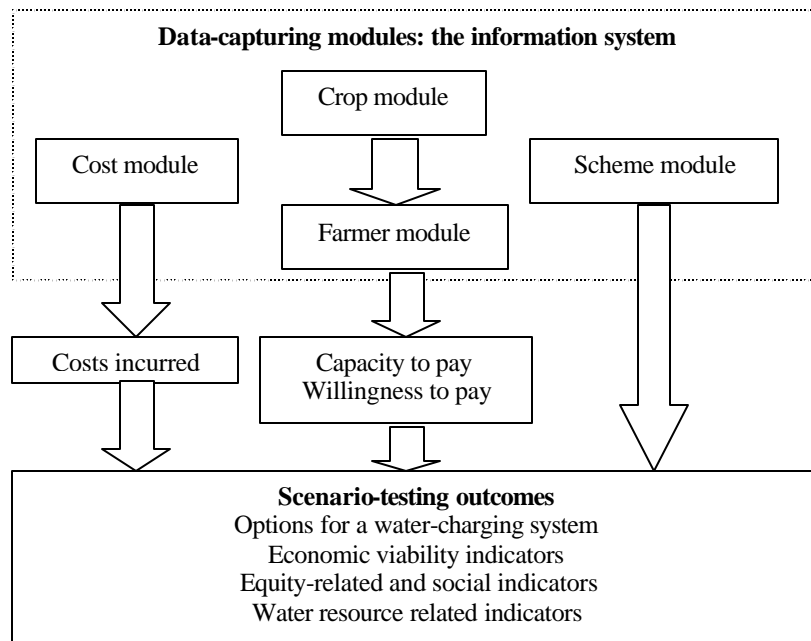 Data-capturing modules: the information system
Crop module
Cost module
Scheme module
Farmer module
Costs incurred
Capacity to pay
Willingness to pay
Scenario-testing outcomes
Options for a water-charging system
Economic viability indicators
Equity-related and social indicators
Water resource related indicators